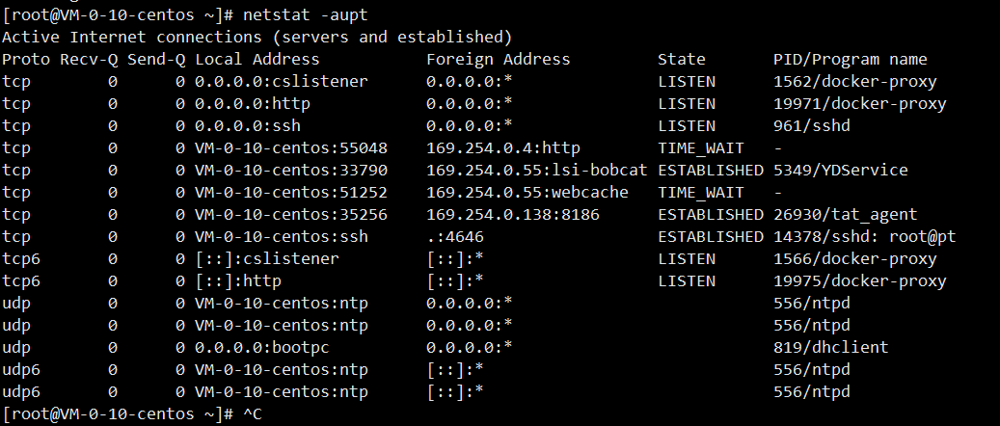 [root@VM-0-10-centos ~]# netstat -aupt
Active Internet connections (servers and established)
Proto Recv-Q Send-Q Local Address           Foreign Address         State       PID/Program name
tcp        0      0 0.0.0.0:cslistener      0.0.0.0:*               LISTEN      1562/docker-proxy
tcp        0      0 0.0.0.0:http            0.0.0.0:*               LISTEN      19971/docker-proxy
tcp        0      0 0.0.0.0:ssh             0.0.0.0:*               LISTEN      961/sshd
tcp        0      0 VM-0-10-centos:55048    169.254.0.4:http        TIME_WAIT   -
tcp        0      0 VM-0-10-centos:33790    169.254.0.55:lsi-bobcat ESTABLISHED 5349/YDService
tcp        0      0 VM-0-10-centos:51252    169.254.0.55:webcache   TIME_WAIT   -
tcp        0      0 VM-0-10-centos:35256    169.254.0.138:8186      ESTABLISHED 26930/tat_agent
tcp        0      0 VM-0-10-centos:ssh      .:4646                  ESTABLISHED 14378/sshd: root@pt
tcp6       0      0 [::]:cslistener         [::]:*                  LISTEN      1566/docker-proxy
tcp6       0      0 [::]:http               [::]:*                  LISTEN      19975/docker-proxy
udp        0      0 VM-0-10-centos:ntp      0.0.0.0:*                           556/ntpd
udp        0      0 VM-0-10-centos:ntp      0.0.0.0:*                           556/ntpd
udp        0      0 0.0.0.0:bootpc          0.0.0.0:*                           819/dhclient
udp6       0      0 VM-0-10-centos:ntp      [::]:*                              556/ntpd
udp6       0      0 VM-0-10-centos:ntp      [::]:*                              556/ntpd
[root@VM-0-10-centos ~]# ^C